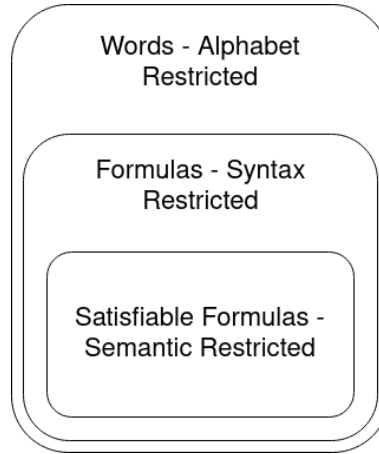 Words - Alphabet
Restricted
Formulas - Syntax
Restricted
Satisfiable Formulas -
Semantic Restricted